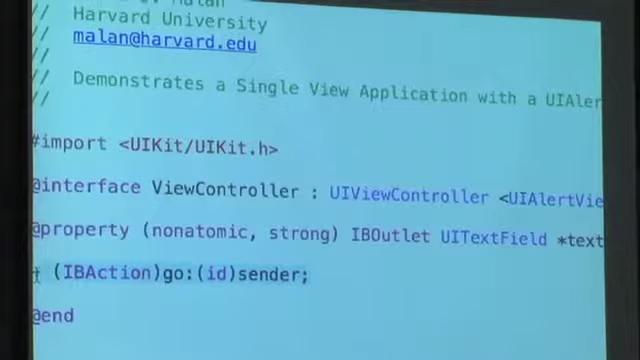 // Malan
// Harvard University
// malan@harvard.edu
//
// Demonstrates a Single View Application with a UIAler
//
#import <UIKit/UIKit.h>
@interface ViewController : UIViewController <UIAlertVie
@property (nonatomic, strong) IBOutlet UITextField *text
(IBAction)go:(id)sender;
@end